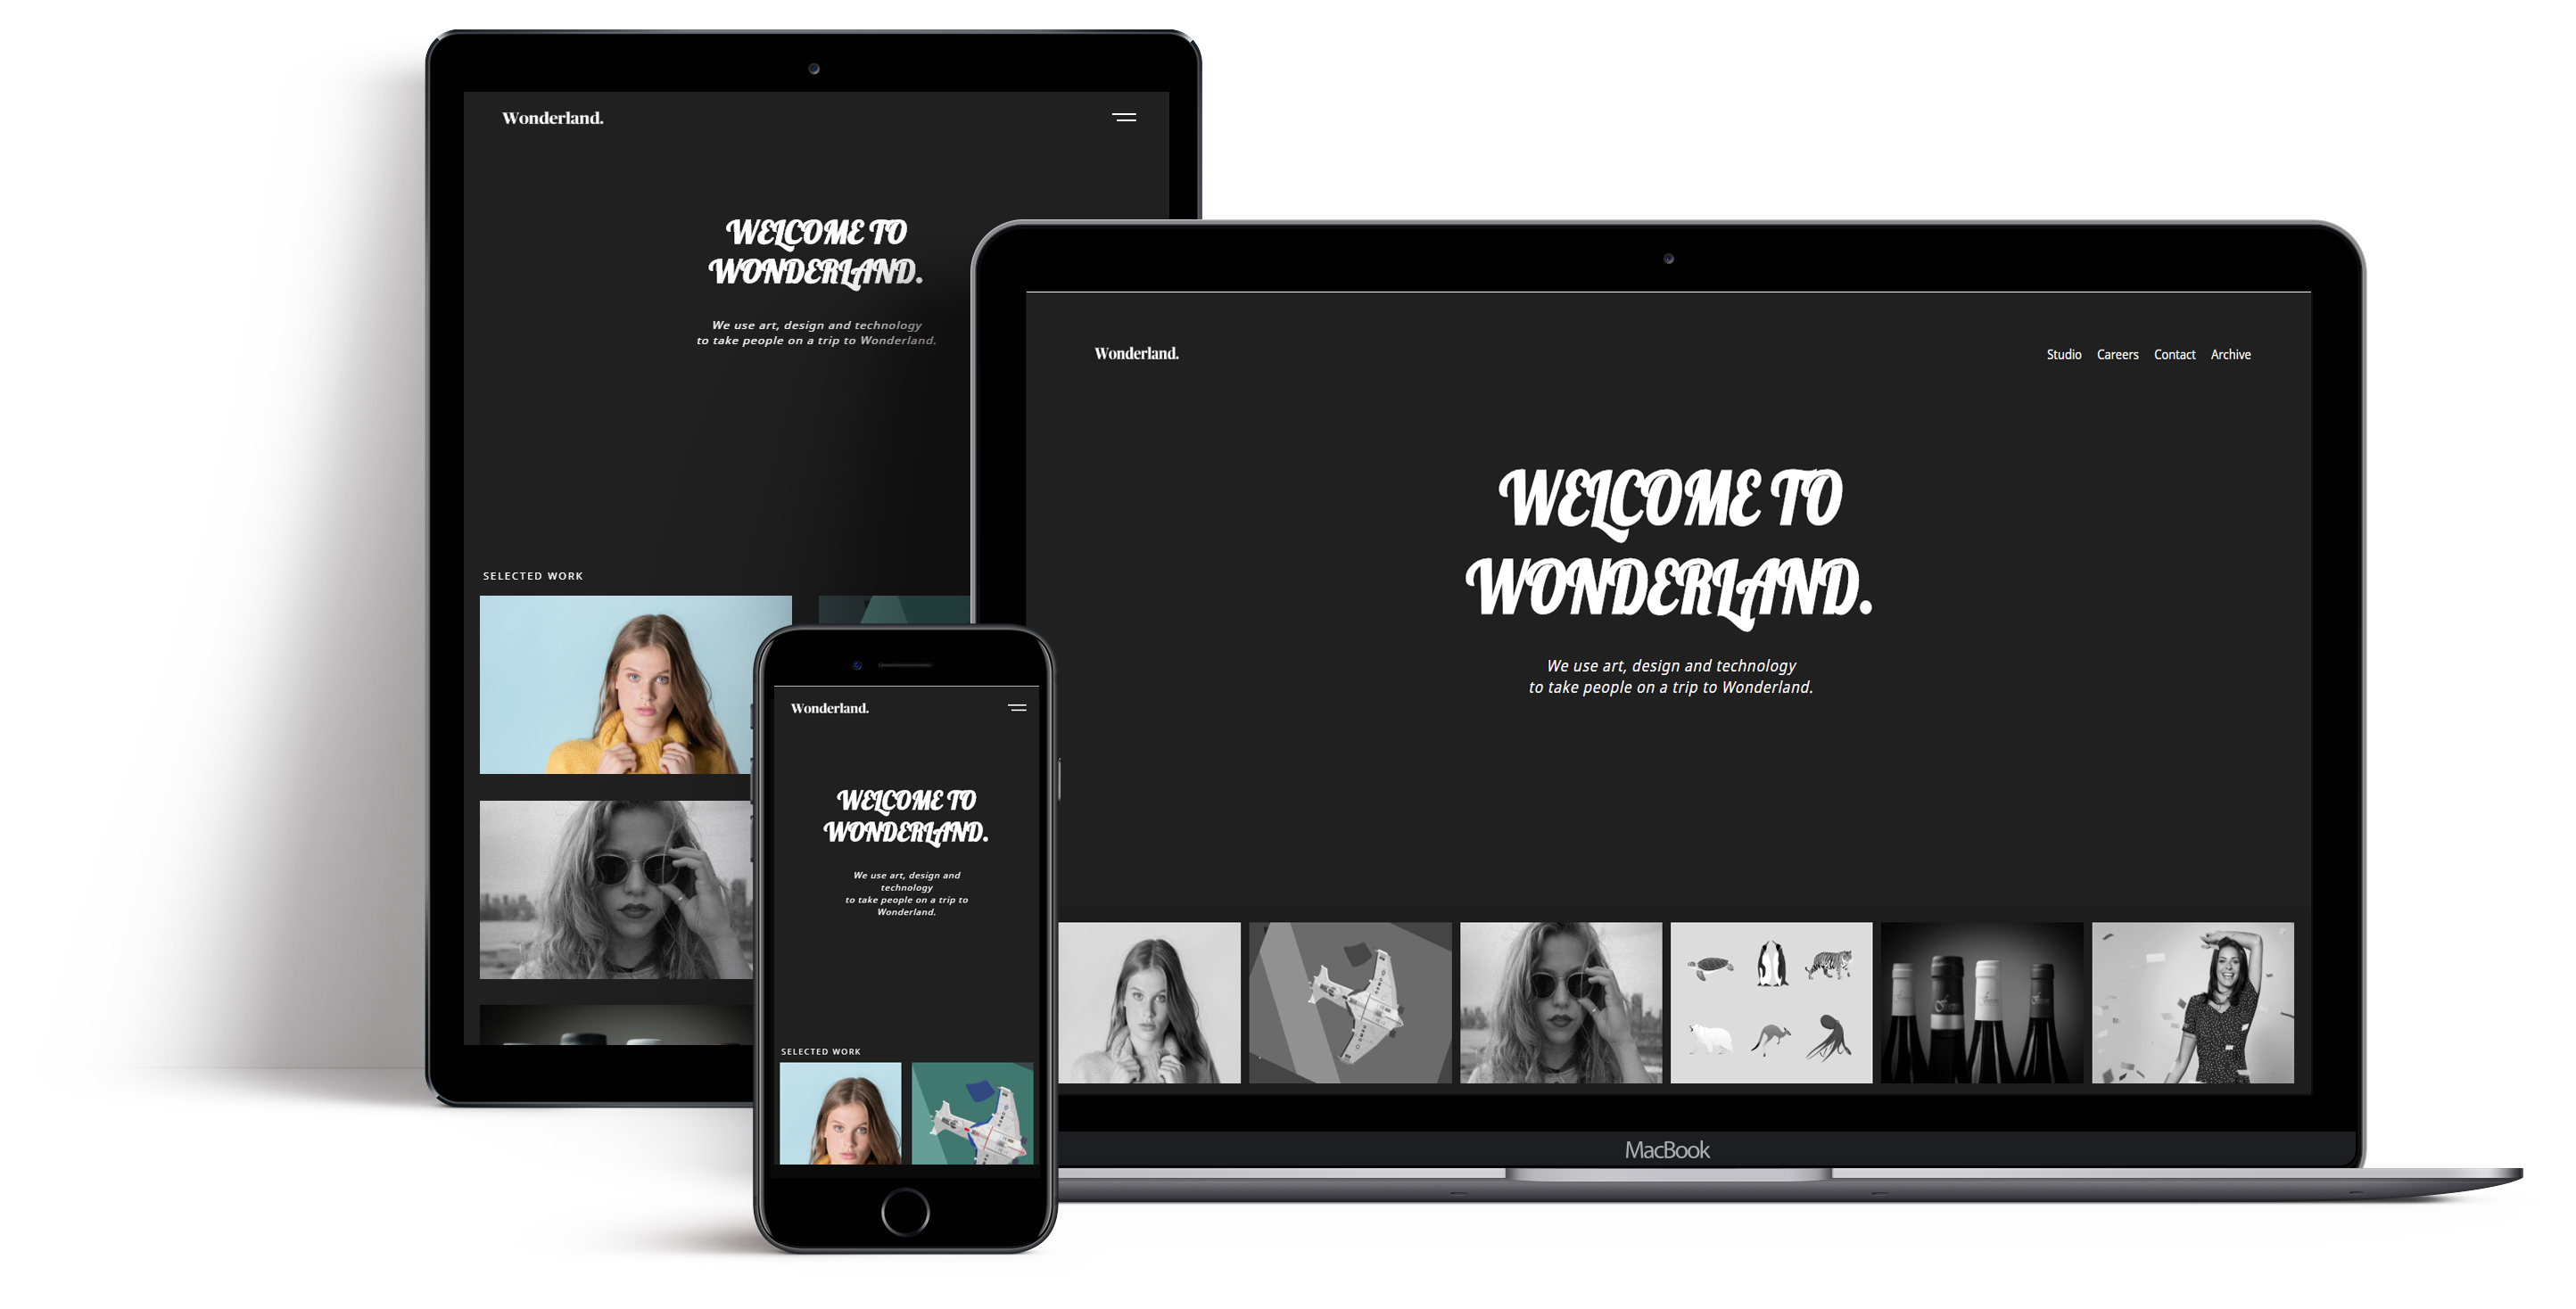 Wonderland.
WELCOME TO
WONDERLAND.
We use art, design and technology
to take people on a trip to Wonderland.
SELECTED WORK
Wonderland.
Studio Careers Contact Archive
WELCOME TO
WONDERLAND.
We use art, design and technology
to take people on a trip to Wonderland.
MacBook
Wonderland.
WELCOME TO
WONDERLAND.
We use art, design and
technology
to take people on a trip to
Wonderland.
SELECTED WORK